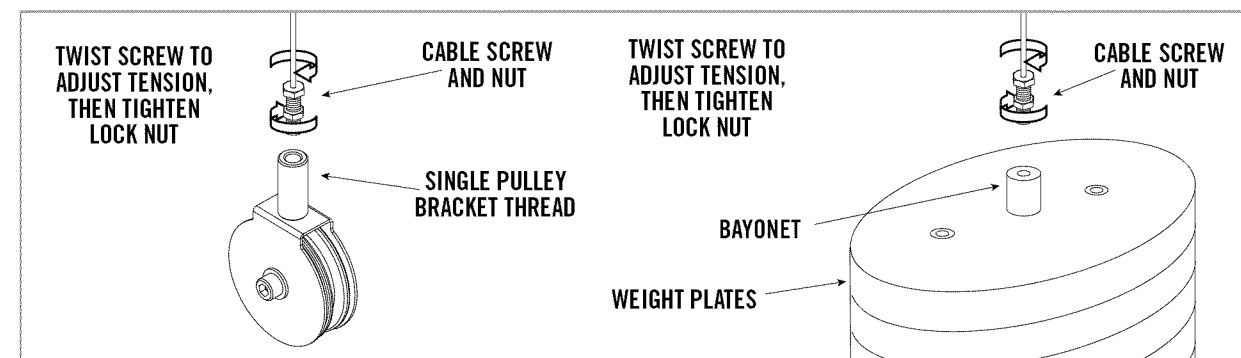 TWIST SCREW TO
ADJUST TENSION,
THEN TIGHTEN
LOCK NUT
CABLE SCREW
AND NUT
SINGLE PULLEY
BRACKET THREAD
TWIST SCREW TO
ADJUST TENSION,
THEN TIGHTEN
LOCK NUT
CABLE SCREW
AND NUT
BAYONET
WEIGHT PLATES